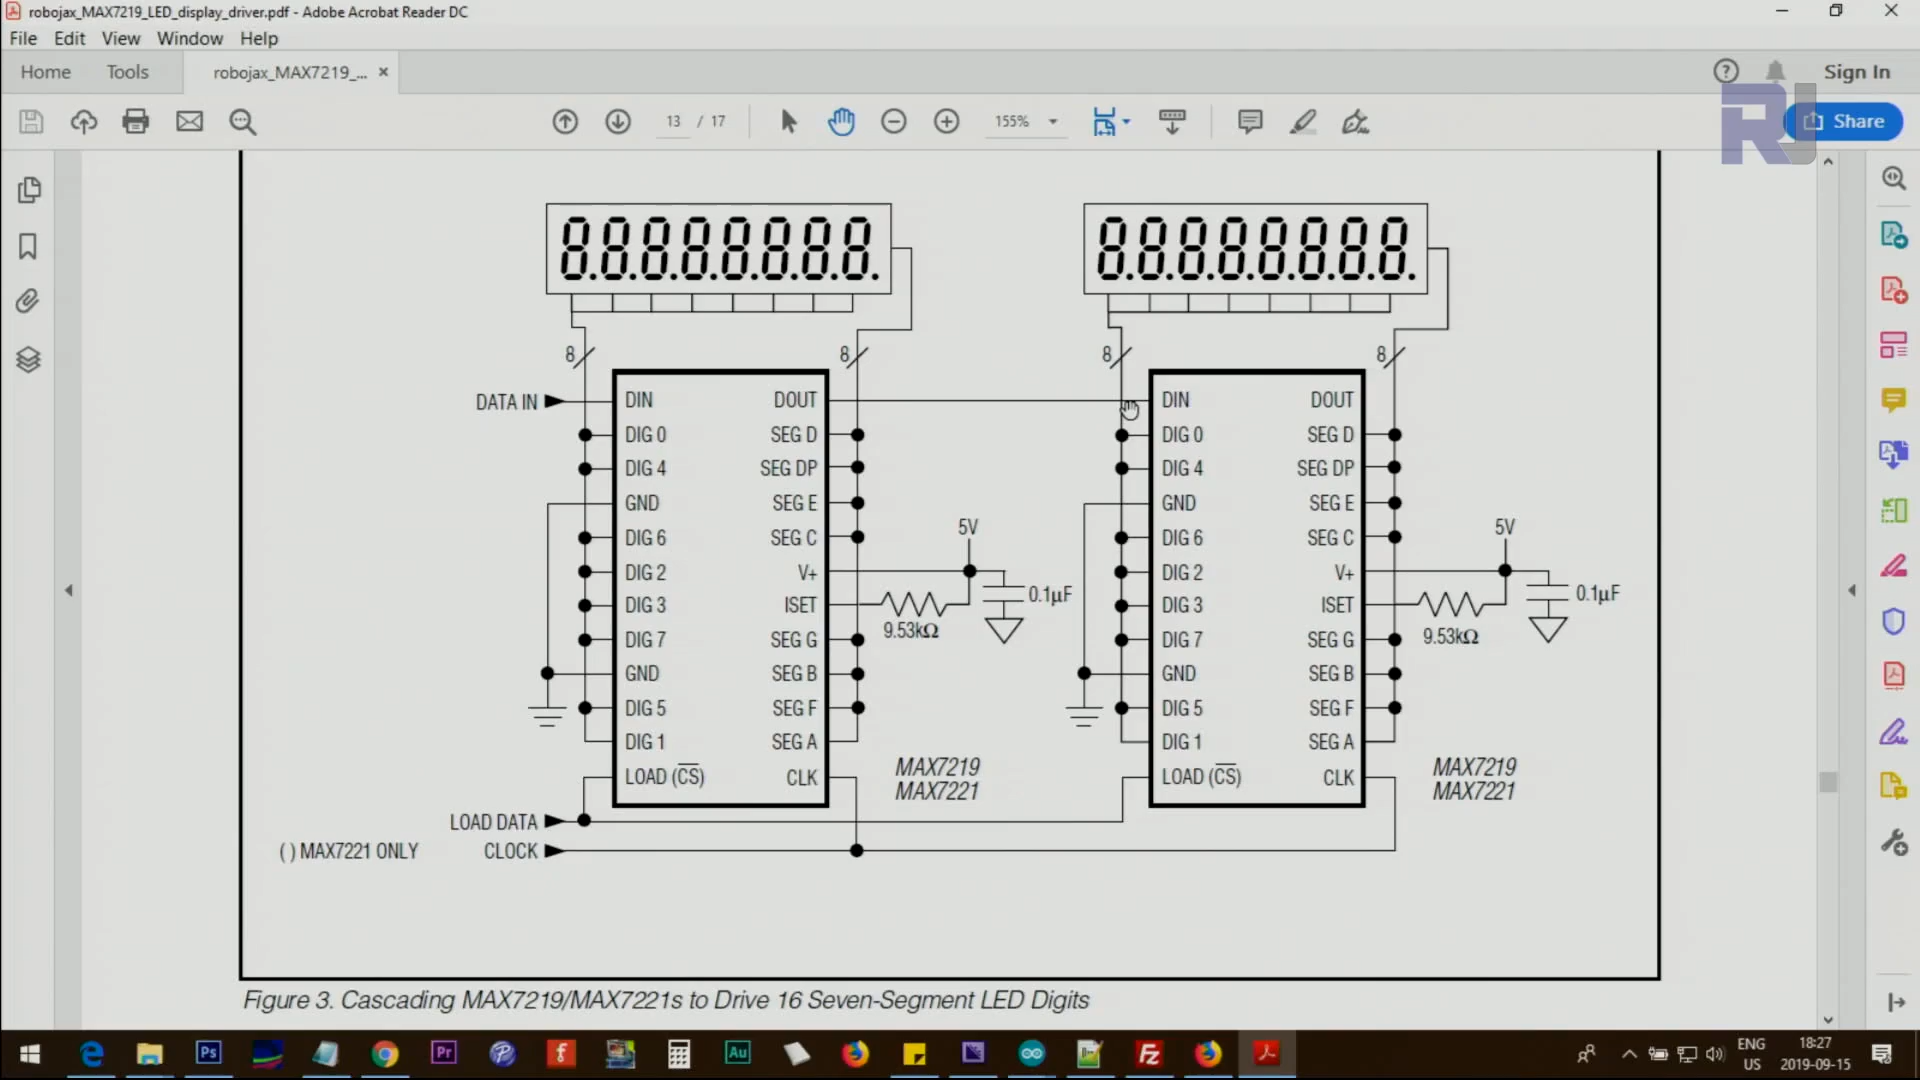 robojax_MAX7219_LED_display_driver.pdf - Adobe Acrobat Reader DC
File Edit View Window Help
Home Tools robojax_MAX7219_... × Sign In
13 / 17 155% Share
RJ
8.8.8.8.8.8.8.8. 8.8.8.8.8.8.8.8.
8 8 8 8
DATA IN DIN DOUT DIN DOUT
DIG 0 SEG D DIG 0 SEG D
DIG 4 SEG DP DIG 4 SEG DP
GND SEG E GND SEG E
5V 5V
DIG 6 SEG C DIG 6 SEG C
DIG 2 V+ DIG 2 V+
0.1µF 0.1µF
DIG 3 ISET DIG 3 ISET
9.53kΩ 9.53kΩ
DIG 7 SEG G DIG 7 SEG G
GND SEG B GND SEG B
DIG 5 SEG F DIG 5 SEG F
DIG 1 SEG A DIG 1 SEG A
MAX7219 MAX7219
LOAD (CS) CLK LOAD (CS) CLK
MAX7221 MAX7221
LOAD DATA
( ) MAX7221 ONLY CLOCK
Figure 3. Cascading MAX7219/MAX7221s to Drive 16 Seven-Segment LED Digits
Ps Pr Au Fz
ENG 18:27
US 2019-09-15